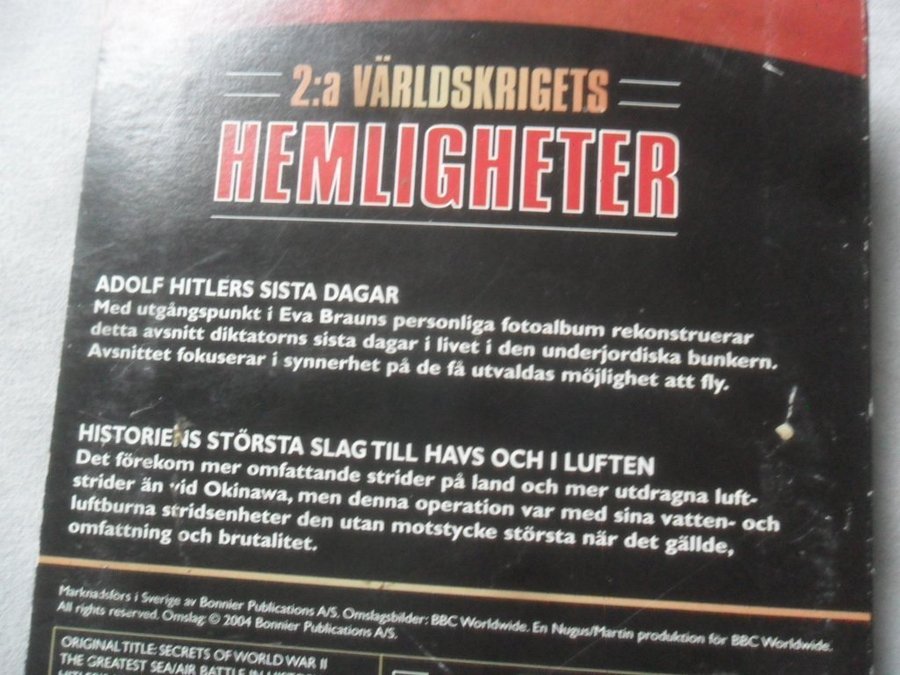 2:a VÄRLDSKRIGETS
HEMLIGHETER
ADOLF HITLERS SISTA DAGAR
Med utgångspunkt i Eva Brauns personliga fotoalbum rekonstruerar
detta avsnitt diktatorns sista dagar i livet i den underjordiska bunkern.
Avsnittet fokuserar i synnerhet på de få utvaldas möjlighet att fly.
HISTORIENS STÖRSTA SLAG TILL HAVS OCH I LUFTEN
Det förekom mer omfattande strider på land och mer utdragna luft-
strider än vid Okinawa, men denna operation var med sina vatten- och
luftburna stridsenheter den utan motstycke största när det gällde,
omfattning och brutalitet.
Marknadsförs i Sverige av Bonnier Publications A/S. Omslagsbilder: BBC Worldwide. En Nugus/Martin produktion för BBC Worldwide.
All rights reserved. Omslag: © 2004 Bonnier Publications A/S.
ORIGINAL TITLE: SECRETS OF WORLD WAR II
THE GREATEST SEA/AIR BATTLE IN